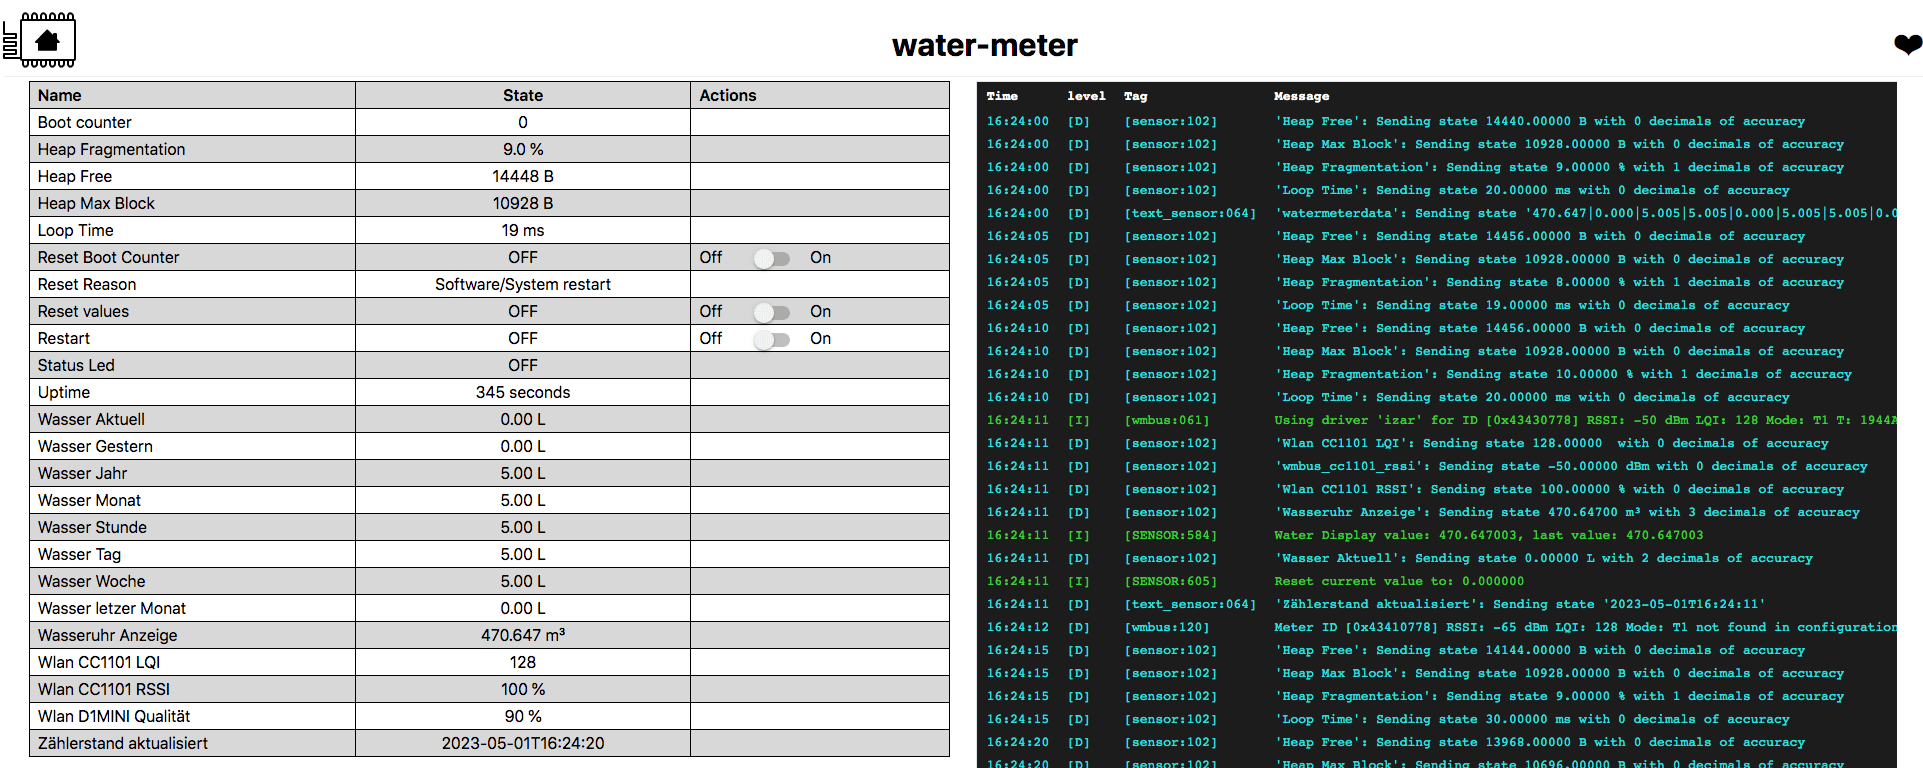 water-meter
Name State Actions
Boot counter 0
Heap Fragmentation 9.0 %
Heap Free 14448 B
Heap Max Block 10928 B
Loop Time 19 ms
Reset Boot Counter OFF Off On
Reset Reason Software/System restart
Reset values OFF Off On
Restart OFF Off On
Status Led OFF
Uptime 345 seconds
Wasser Aktuell 0.00 L
Wasser Gestern 0.00 L
Wasser Jahr 5.00 L
Wasser Monat 5.00 L
Wasser Stunde 5.00 L
Wasser Tag 5.00 L
Wasser Woche 5.00 L
Wasser letzer Monat 0.00 L
Wasseruhr Anzeige 470.647 m³
Wlan CC1101 LQI 128
Wlan CC1101 RSSI 100 %
Wlan D1MINI Qualität 90 %
Zählerstand aktualisiert 2023-05-01T16:24:20
Time level Tag Message
16:24:00 [D] [sensor:102] 'Heap Free': Sending state 14440.00000 B with 0 decimals of accuracy
16:24:00 [D] [sensor:102] 'Heap Max Block': Sending state 10928.00000 B with 0 decimals of accuracy
16:24:00 [D] [sensor:102] 'Heap Fragmentation': Sending state 9.00000 % with 1 decimals of accuracy
16:24:00 [D] [sensor:102] 'Loop Time': Sending state 20.00000 ms with 0 decimals of accuracy
16:24:00 [D] [text_sensor:064] 'watermeterdata': Sending state '470.647|0.000|5.005|5.005|0.000|5.005|5.005|0.0
16:24:05 [D] [sensor:102] 'Heap Free': Sending state 14456.00000 B with 0 decimals of accuracy
16:24:05 [D] [sensor:102] 'Heap Max Block': Sending state 10928.00000 B with 0 decimals of accuracy
16:24:05 [D] [sensor:102] 'Heap Fragmentation': Sending state 8.00000 % with 1 decimals of accuracy
16:24:05 [D] [sensor:102] 'Loop Time': Sending state 19.00000 ms with 0 decimals of accuracy
16:24:10 [D] [sensor:102] 'Heap Free': Sending state 14456.00000 B with 0 decimals of accuracy
16:24:10 [D] [sensor:102] 'Heap Max Block': Sending state 10928.00000 B with 0 decimals of accuracy
16:24:10 [D] [sensor:102] 'Heap Fragmentation': Sending state 10.00000 % with 1 decimals of accuracy
16:24:10 [D] [sensor:102] 'Loop Time': Sending state 20.00000 ms with 0 decimals of accuracy
16:24:11 [I] [wmbus:061] Using driver 'izar' for ID [0x43430778] RSSI: -50 dBm LQI: 128 Mode: T1 T: 1944A
16:24:11 [D] [sensor:102] 'Wlan CC1101 LQI': Sending state 128.00000 with 0 decimals of accuracy
16:24:11 [D] [sensor:102] 'wmbus_cc1101_rssi': Sending state -50.00000 dBm with 0 decimals of accuracy
16:24:11 [D] [sensor:102] 'Wlan CC1101 RSSI': Sending state 100.00000 % with 0 decimals of accuracy
16:24:11 [D] [sensor:102] 'Wasseruhr Anzeige': Sending state 470.64700 m³ with 3 decimals of accuracy
16:24:11 [I] [SENSOR:584] Water Display value: 470.647003, last value: 470.647003
16:24:11 [D] [sensor:102] 'Wasser Aktuell': Sending state 0.00000 L with 2 decimals of accuracy
16:24:11 [I] [SENSOR:605] Reset current value to: 0.000000
16:24:11 [D] [text_sensor:064] 'Zählerstand aktualisiert': Sending state '2023-05-01T16:24:11'
16:24:12 [D] [wmbus:120] Meter ID [0x43410778] RSSI: -65 dBm LQI: 128 Mode: T1 not found in configuration
16:24:15 [D] [sensor:102] 'Heap Free': Sending state 14144.00000 B with 0 decimals of accuracy
16:24:15 [D] [sensor:102] 'Heap Max Block': Sending state 10928.00000 B with 0 decimals of accuracy
16:24:15 [D] [sensor:102] 'Heap Fragmentation': Sending state 9.00000 % with 1 decimals of accuracy
16:24:15 [D] [sensor:102] 'Loop Time': Sending state 30.00000 ms with 0 decimals of accuracy
16:24:20 [D] [sensor:102] 'Heap Free': Sending state 13968.00000 B with 0 decimals of accuracy
16:24:20 [D] [sensor:102] 'Heap Max Block': Sending state 10696.00000 B with 0 decimals of accuracy